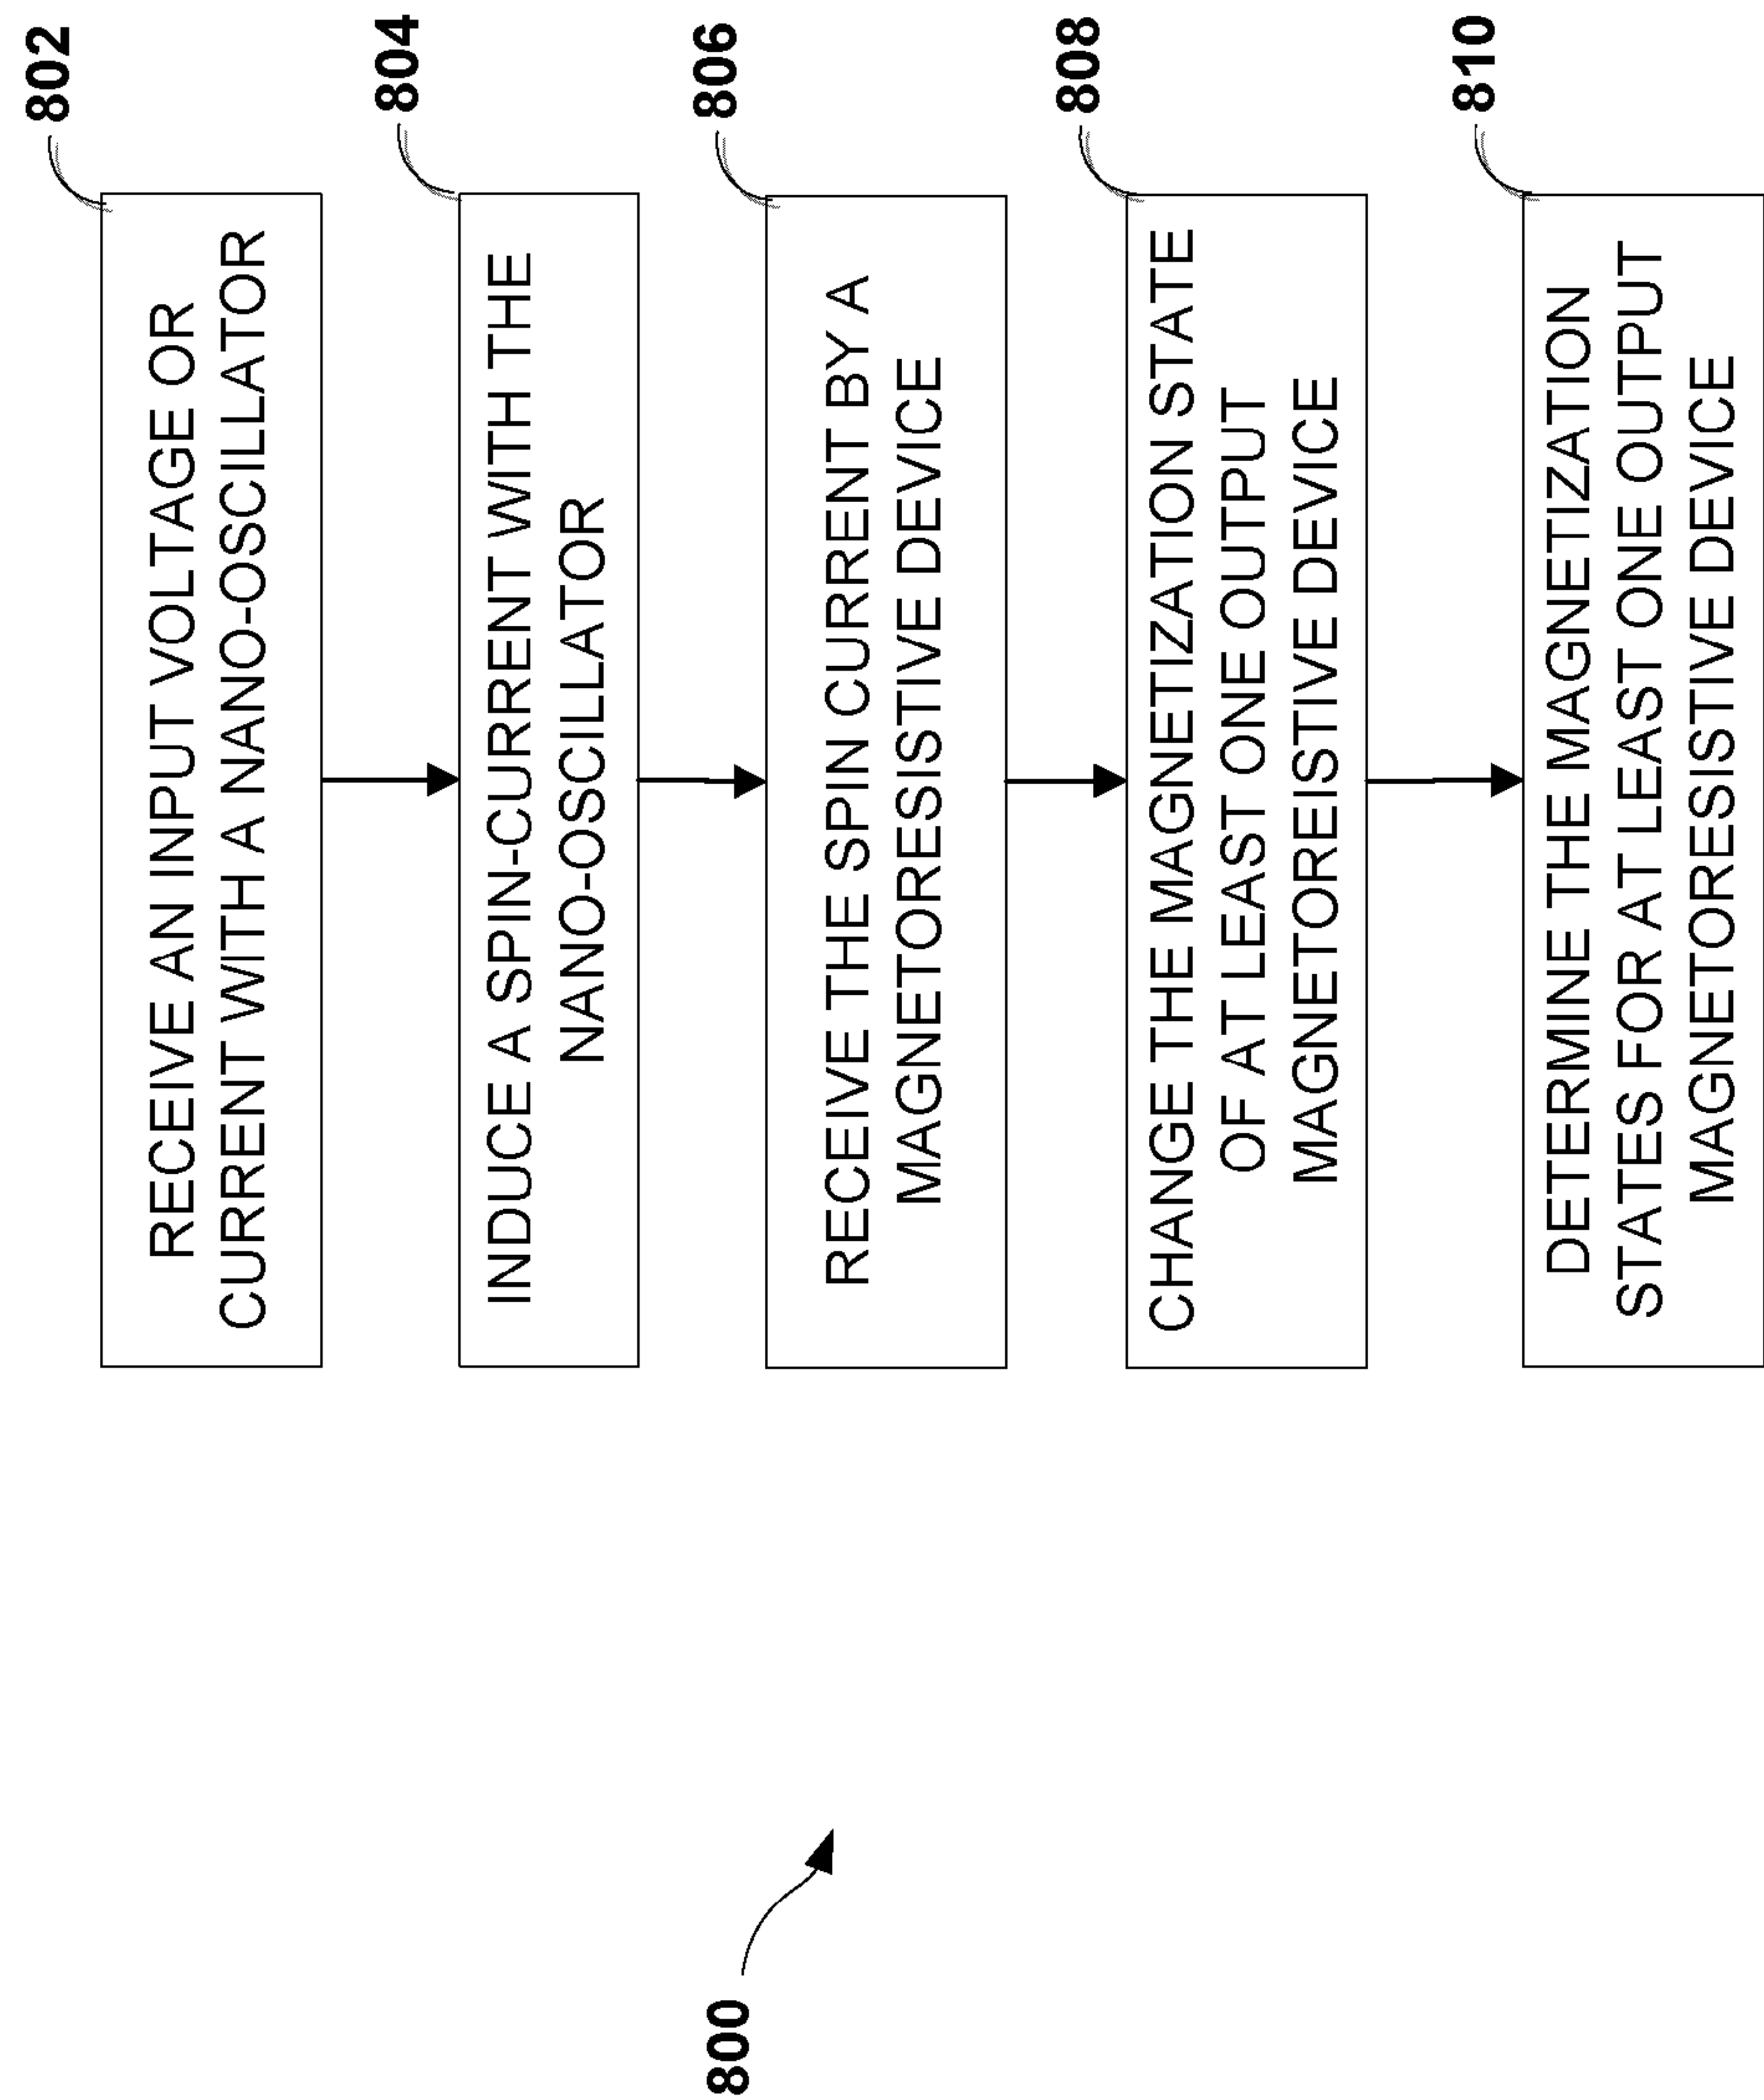 802
RECEIVE AN INPUT VOLTAGE OR
CURRENT WITH A NANO-OSCILLATOR
804
INDUCE A SPIN-CURRENT WITH THE
NANO-OSCILLATOR
806
RECEIVE THE SPIN CURRENT BY A
MAGNETORESISTIVE DEVICE
808
CHANGE THE MAGNETIZATION STATE
OF AT LEAST ONE OUTPUT
MAGNETOREISTIVE DEVICE
810
DETERMINE THE MAGNETIZATION
STATES FOR AT LEAST ONE OUTPUT
MAGNETORESISTIVE DEVICE
800